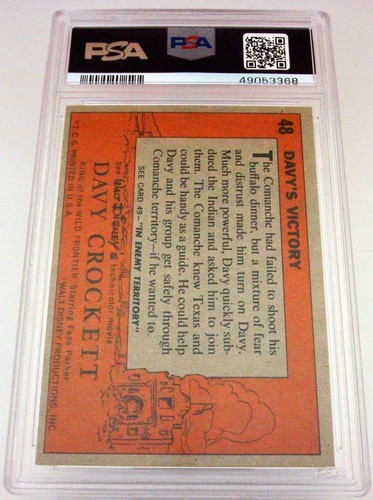 PSA
PSA
49053368
48 DAVY'S VICTORY
The Comanche had failed to shoot his
buffalo dinner, but a mixture of fear
and distrust made him turn on Davy.
Much more powerful, Davy quickly sub-
dued the Indian and asked him to join
them. The Comanche knew Texas and
could be handy as a guide. He could help
Davy and his group get safely through
Comanche territory—if he wanted to.
SEE CARD 49—"IN ENEMY TERRITORY"
See Walt Disney's technicolor movie
DAVY CROCKETT
KING of the WILD FRONTIER, Starring Fess Parker
*T.C.G. PRINTED IN U.S.A.
©WALT DISNEY PRODUCTIONS, INC.
PSA